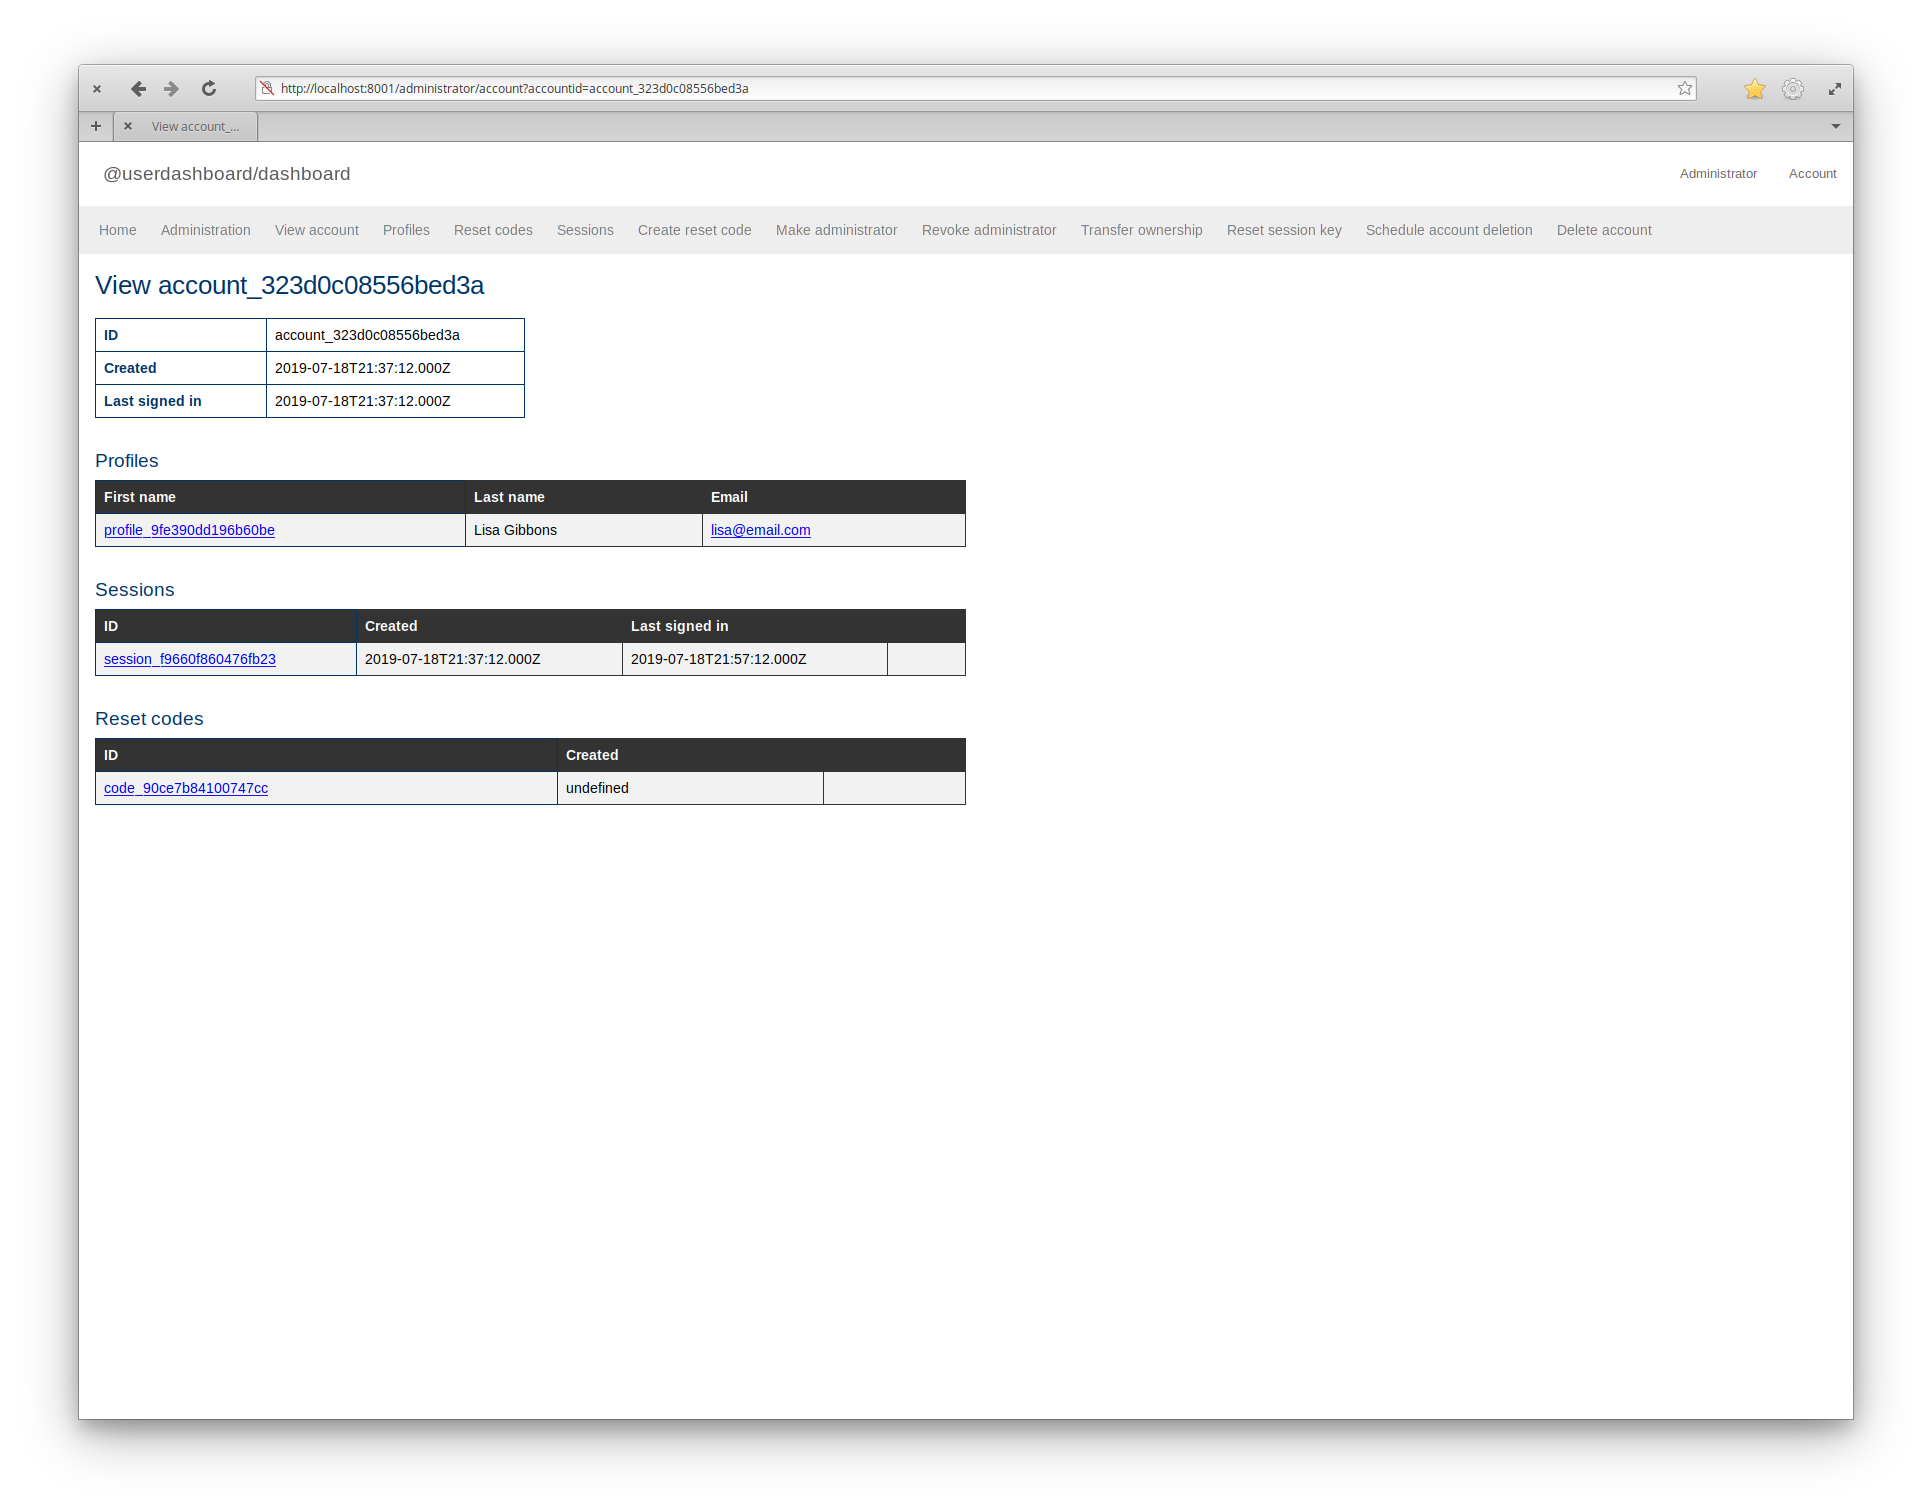 http://localhost:8001/administrator/account?accountid=account_323d0c08556bed3a
View account_...
@userdashboard/dashboard Administrator Account
Home Administration View account Profiles Reset codes Sessions Create reset code Make administrator Revoke administrator Transfer ownership Reset session key Schedule account deletion Delete account
View account_323d0c08556bed3a
ID account_323d0c08556bed3a
Created 2019-07-18T21:37:12.000Z
Last signed in 2019-07-18T21:37:12.000Z
Profiles
First name Last name Email
profile_9fe390dd196b60be Lisa Gibbons lisa@email.com
Sessions
ID Created Last signed in
session_f9660f860476fb23 2019-07-18T21:37:12.000Z 2019-07-18T21:57:12.000Z
Reset codes
ID Created
code_90ce7b84100747cc undefined